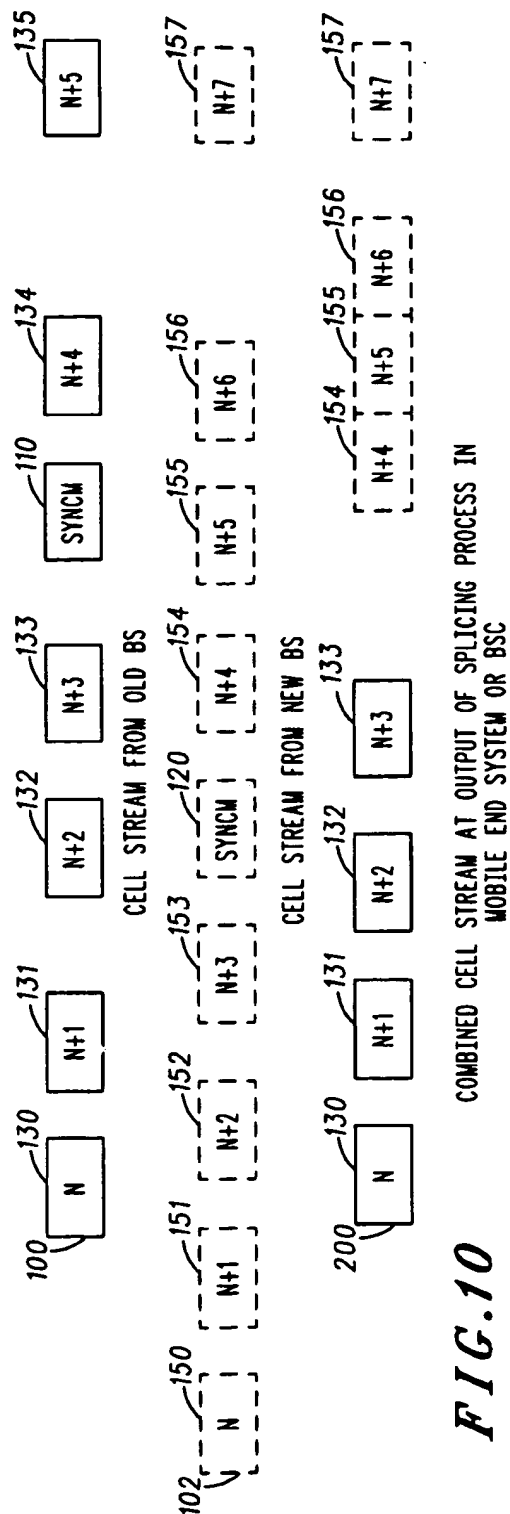 130 131 132 133 110 134 135
N N+1 N+2 N+3 SYNCM N+4 N+5
100
CELL STREAM FROM OLD BS
150 151 152 153 120 154 155 156 157
N N+1 N+2 N+3 SYNCM N+4 N+5 N+6 N+7
102
CELL STREAM FROM NEW BS
130 131 132 133 154 155 156 157
N N+1 N+2 N+3 N+4 N+5 N+6 N+7
200
COMBINED CELL STREAM AT OUTPUT OF SPLICING PROCESS IN
MOBILE END SYSTEM OR BSC
FIG.10